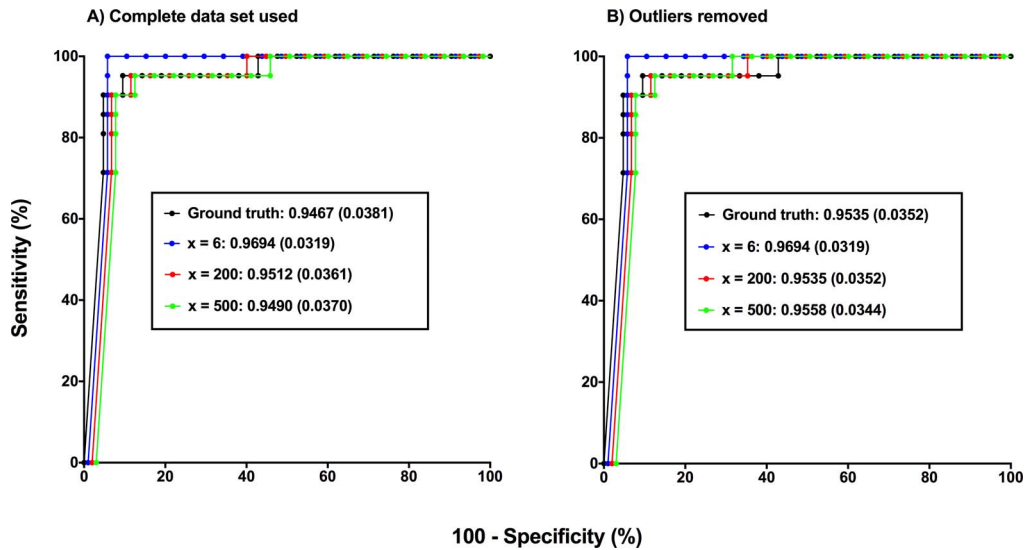 A) Complete data set used
B) Outliers removed
Sensitivity (%)
100
80
60
40
20
0
Ground truth: 0.9467 (0.0381)
x = 6: 0.9694 (0.0319)
x = 200: 0.9512 (0.0361)
x = 500: 0.9490 (0.0370)
0 20 40 60 80 100
100
80
60
40
20
0
Ground truth: 0.9535 (0.0352)
x = 6: 0.9694 (0.0319)
x = 200: 0.9535 (0.0352)
x = 500: 0.9558 (0.0344)
0 20 40 60 80 100
100 - Specificity (%)